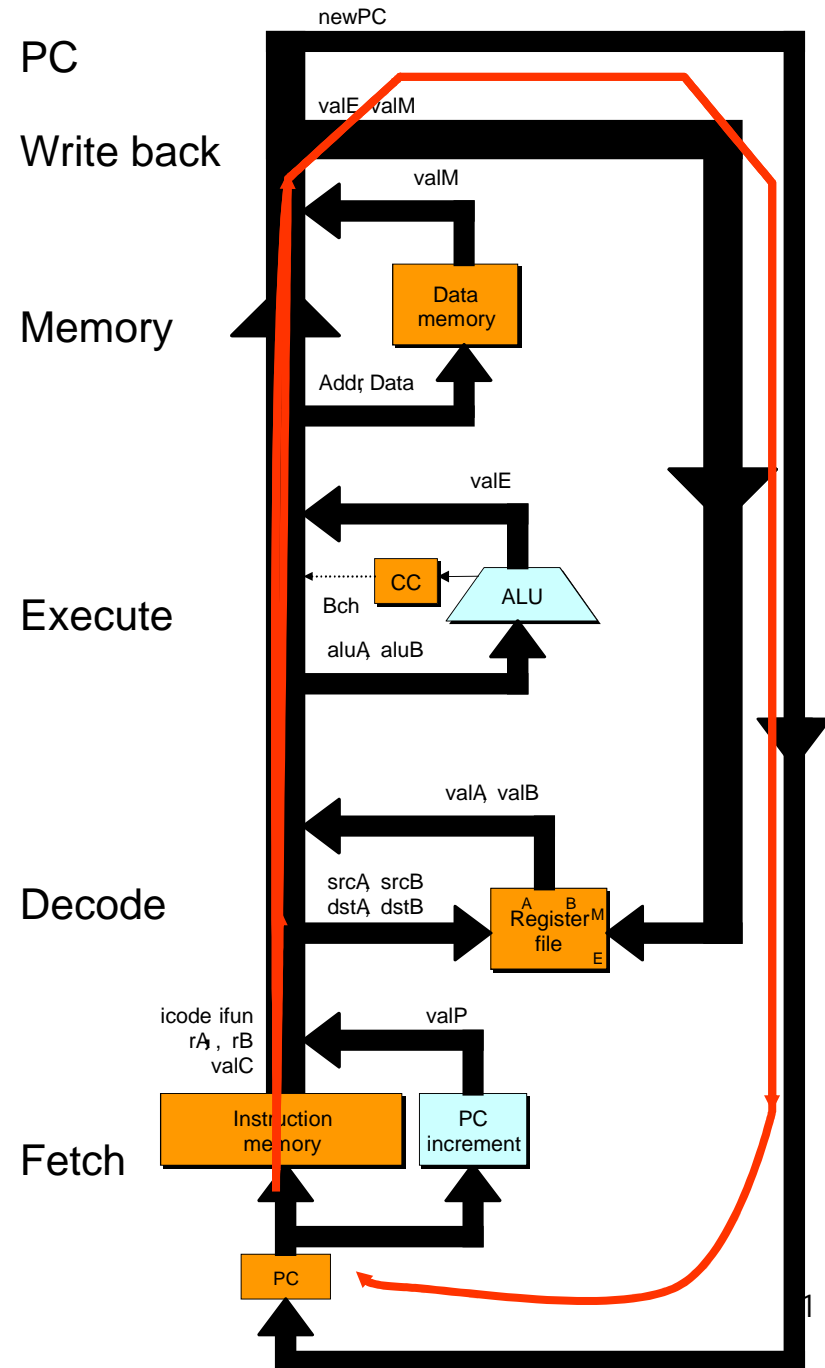 newPC
PC
valE, valM
Write back
valM
Data
memory
Memory
Addr, Data
valE
CC
ALU
Bch
Execute
aluA, aluB
valA, valB
srcA, srcB
dstA, dstB
Decode
A B
Register M
file
E
icode ifun
rA, , rB
valC
valP
Instruction
memory
PC
increment
Fetch
PC
1